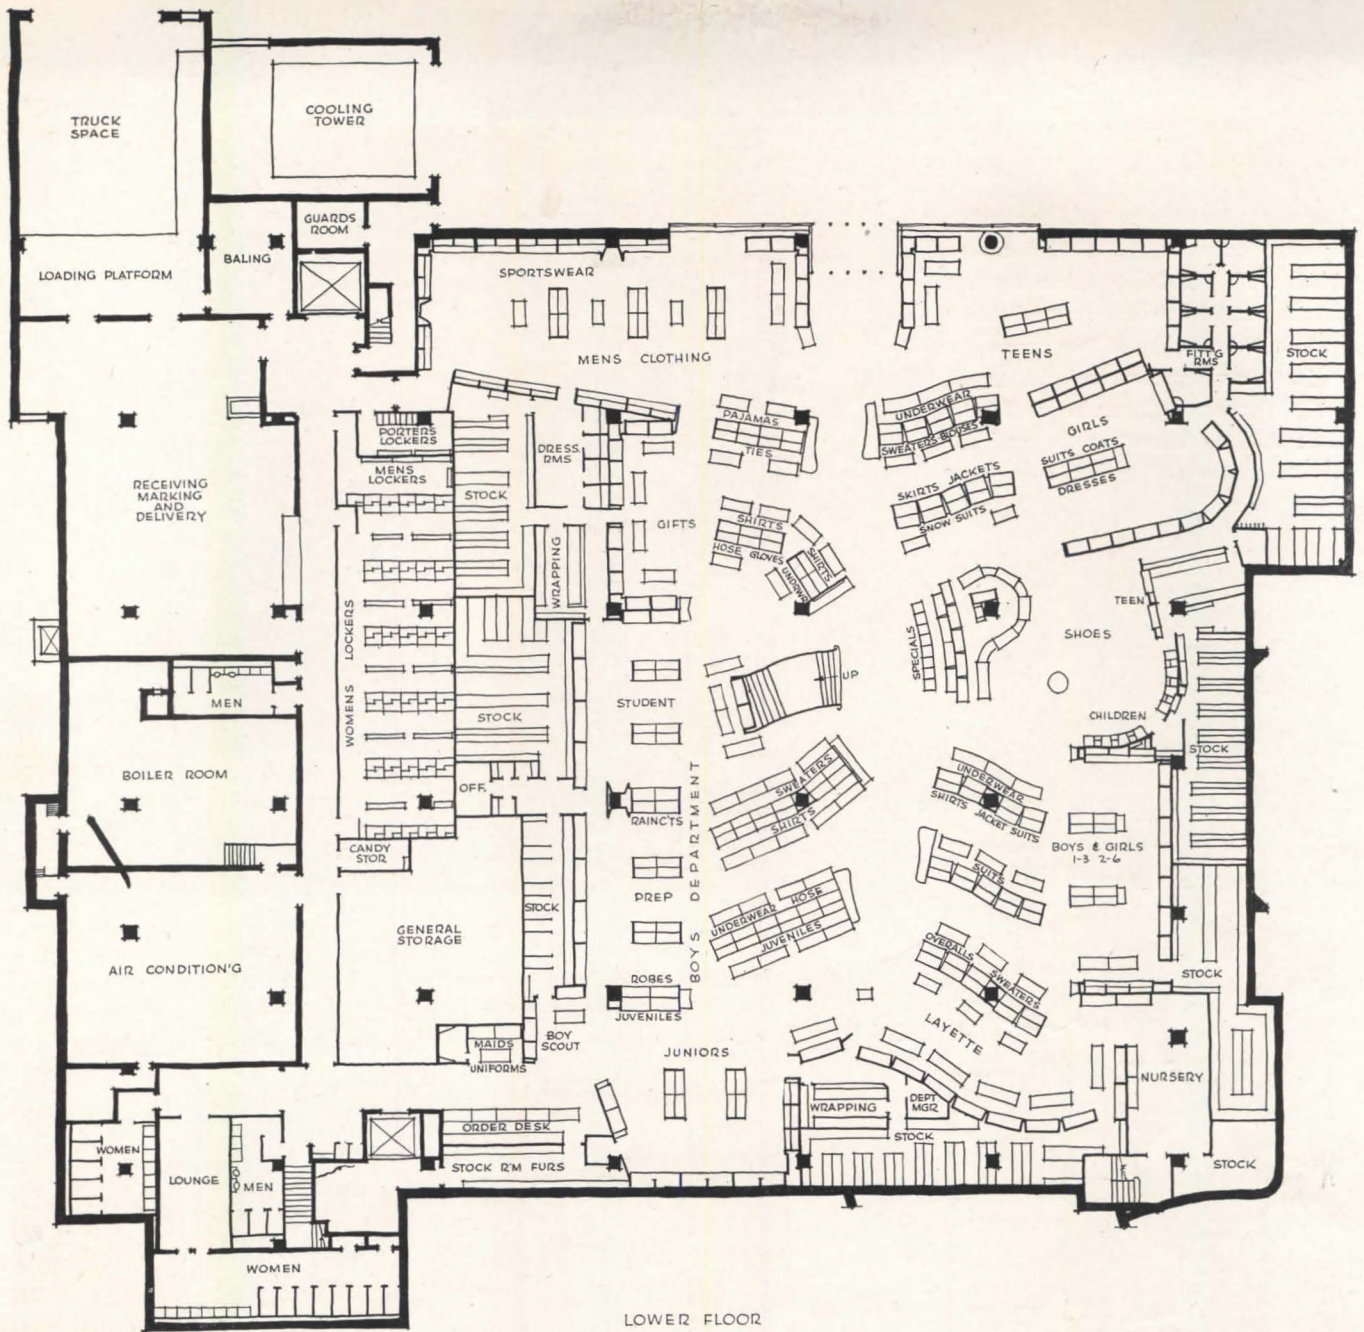 TRUCK
SPACE
COOLING
TOWER
GUARDS
ROOM
BALING
LOADING PLATFORM
SPORTSWEAR
MENS CLOTHING
TEENS
FITT'G
RMS
STOCK
PORTERS
LOCKERS
MENS
LOCKERS
DRESS.
RMS
STOCK
PAJAMAS
TIES
UNDERWEAR
SWEATERS BLOUSES
GIRLS
SUITS COATS
DRESSES
RECEIVING
MARKING
AND
DELIVERY
SKIRTS JACKETS
SNOW SUITS
GIFTS
SHIRTS
HOSE GLOVES
SHIRTS
UNDRWR
WRAPPING
WOMENS LOCKERS
TEEN
SHOES
SPECIALS
MEN
STUDENT
UP
STOCK
CHILDREN
STOCK
BOILER ROOM
OFF.
SWEATERS
SHIRTS
UNDERWEAR
SHIRTS JACKET SUITS
RAINC'TS
BOYS DEPARTMENT
CANDY
STOR
BOYS & GIRLS
1-3 2-6
SUITS
PREP
STOCK
GENERAL
STORAGE
UNDERWEAR HOSE
JUVENILES
OVERALLS SWEATERS
AIR CONDITION'G
ROBES
JUVENILES
STOCK
LAYETTE
BOY
SCOUT
MAIDS
UNIFORMS
JUNIORS
NURSERY
WRAPPING
DEPT
MGR
ORDER DESK
STOCK
WOMEN
LOUNGE
MEN
STOCK R'M FURS
STOCK
WOMEN
LOWER FLOOR